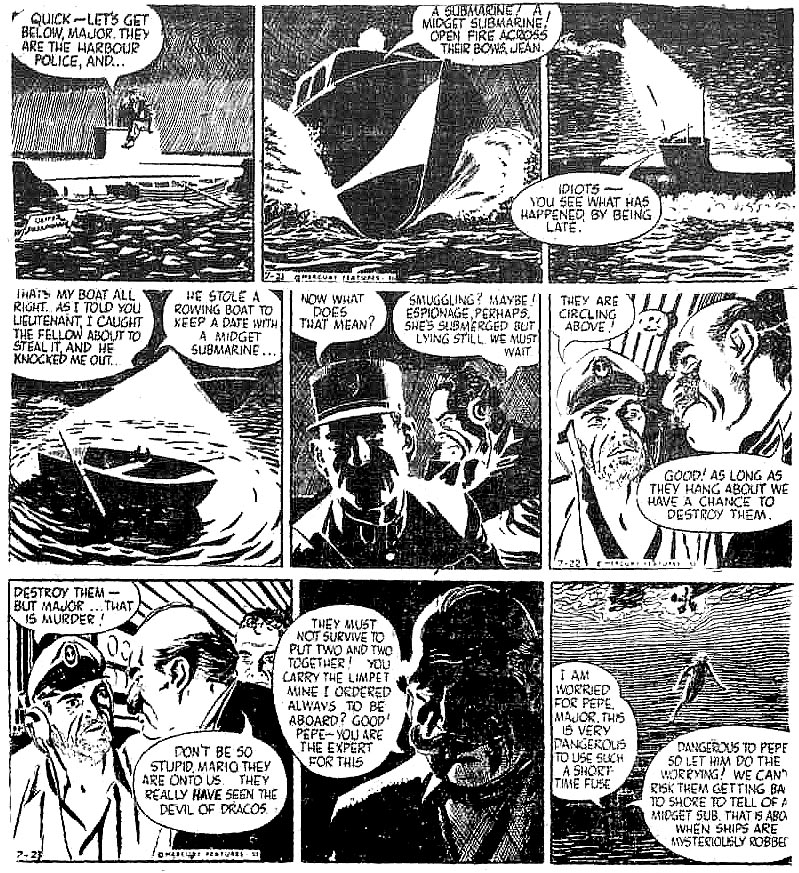 QUICK—LET'S GET
BELOW, MAJOR. THEY
ARE THE HARBOUR
POLICE, AND...
A SUBMARINE! A
MIDGET SUBMARINE!
OPEN FIRE ACROSS
THEIR BOWS, JEAN.
7-21
© MERCURY FEATURES
IDIOTS —
YOU SEE WHAT HAS
HAPPENED, BY BEING
LATE.
THAT'S MY BOAT ALL
RIGHT.. AS I TOLD YOU
LIEUTENANT, I CAUGHT
THE FELLOW ABOUT TO
STEAL IT, AND HE
KNOCKED ME OUT...
HE STOLE A
ROWING BOAT TO
KEEP A DATE WITH
A MIDGET
SUBMARINE...
NOW WHAT
DOES
THAT MEAN?
SMUGGLING? MAYBE!
ESPIONAGE, PERHAPS.
SHE'S SUBMERGED BUT
LYING STILL. WE MUST
WAIT
THEY ARE
CIRCLING
ABOVE!
GOOD! AS LONG AS
THEY HANG ABOUT WE
HAVE A CHANCE TO
DESTROY THEM.
7-22
© MERCURY FEATURES
DESTROY THEM —
BUT MAJOR ...THAT
IS MURDER!
DON'T BE SO
STUPID, MARIO THEY
ARE ONTO US THEY
REALLY HAVE SEEN THE
DEVIL OF DRACOS
7-23
© MERCURY FEATURES
THEY MUST
NOT SURVIVE TO
PUT TWO AND TWO
TOGETHER! YOU
CARRY THE LIMPET
MINE I ORDERED
ALWAYS TO BE
ABOARD? GOOD!
PEPE—YOU ARE
THE EXPERT
FOR THIS
I AM
WORRIED
FOR PEPE,
MAJOR. THIS
IS VERY
DANGEROUS
TO USE SUCH
A SHORT-
TIME FUSE
DANGEROUS TO PEPE
SO LET HIM DO THE
WORRYING! WE CAN'T
RISK THEM GETTING BA
TO SHORE TO TELL OF A
MIDGET SUB. THAT IS ABO
WHEN SHIPS ARE
MYSTERIOUSLY ROBBE